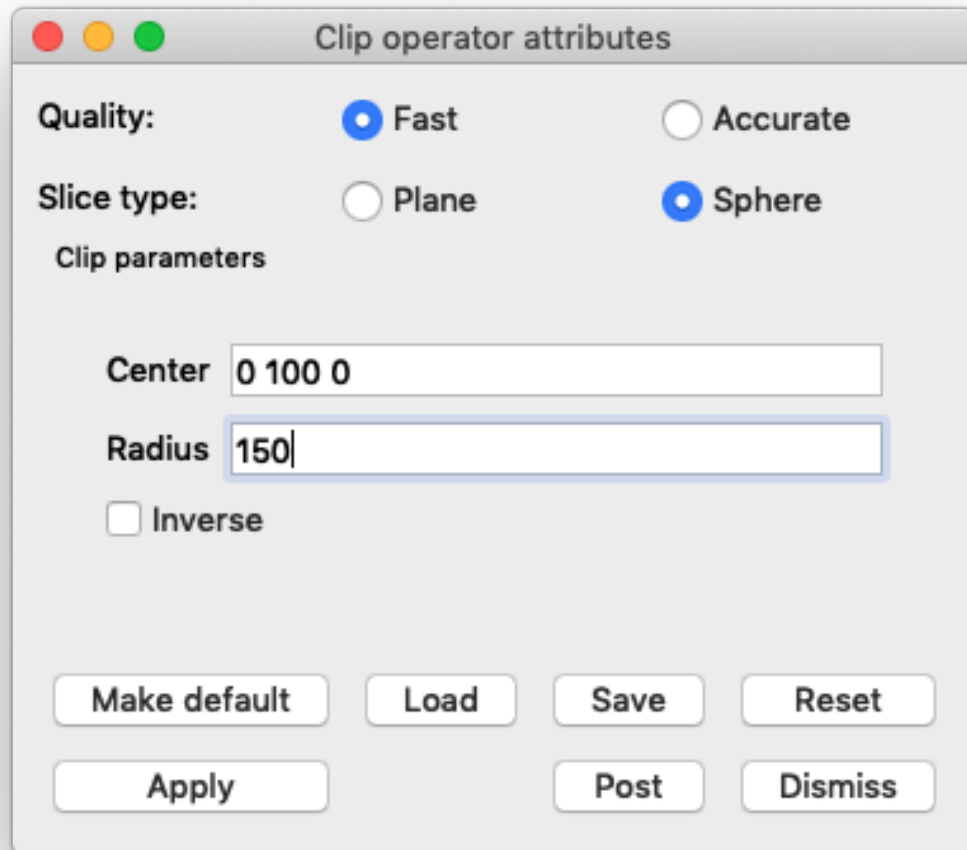 Clip operator attributes
Quality: Fast Accurate
Slice type: Plane Sphere
Clip parameters
Center 0 100 0
Radius 150
Inverse
Make default Load Save Reset
Apply Post Dismiss